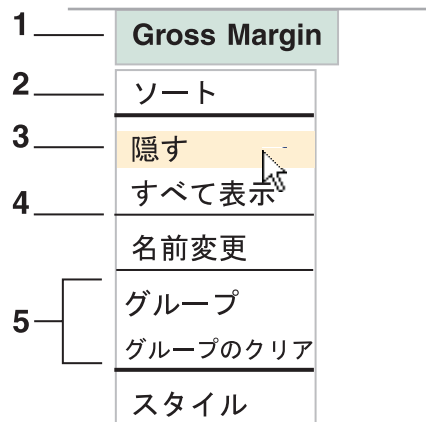 1 Gross Margin
2 ソート
3 隠す
すべて表示
4
名前変更
5 グループ
グループのクリア
スタイル